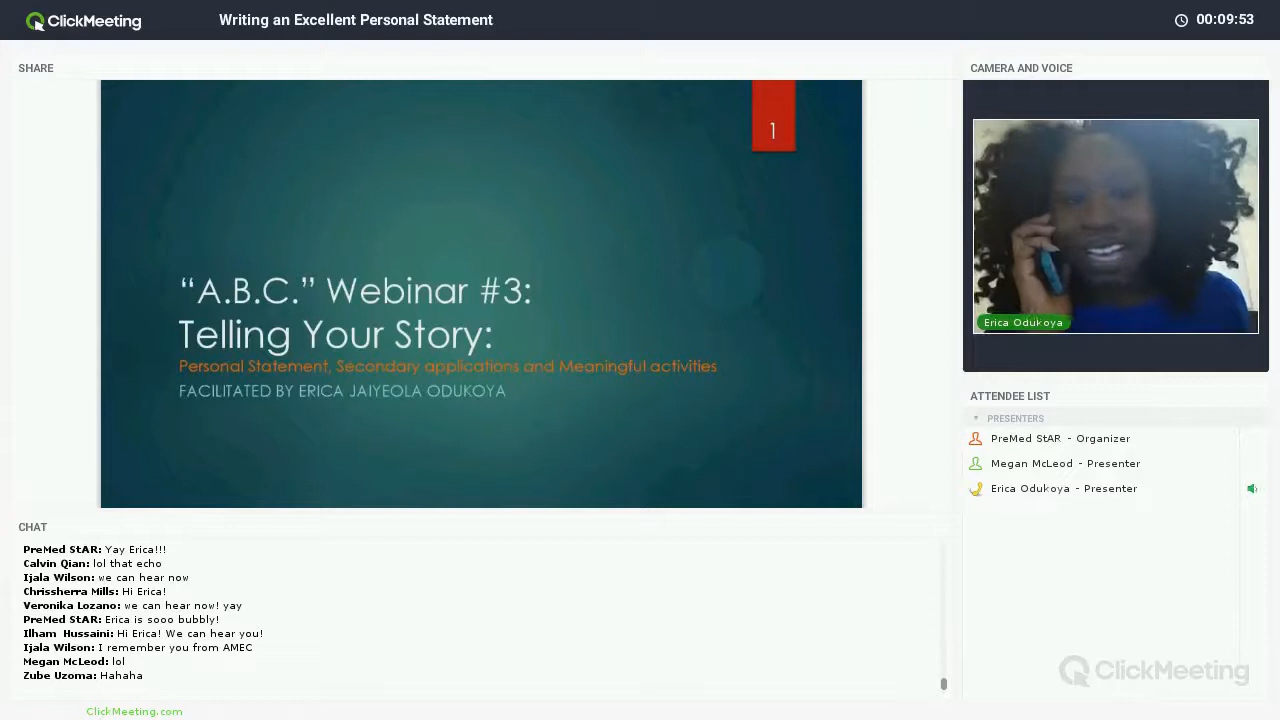 ClickMeeting
Writing an Excellent Personal Statement
00:09:53
SHARE
1
“A.B.C.” Webinar #3:
Telling Your Story:
Personal Statement, Secondary applications and Meaningful activities
FACILITATED BY ERICA JAIYEOLA ODUKOYA
CAMERA AND VOICE
Erica Odukoya
ATTENDEE LIST
PRESENTERS
PreMed StAR - Organizer
Megan McLeod - Presenter
Erica Odukoya - Presenter
CHAT
PreMed StAR: Yay Erica!!!
Calvin Qian: lol that echo
Ijala Wilson: we can hear now
Chrissherra Mills: Hi Erica!
Veronika Lozano: we can hear now! yay
PreMed StAR: Erica is sooo bubbly!
Ilham Hussaini: Hi Erica! We can hear you!
Ijala Wilson: I remember you from AMEC
Megan McLeod: lol
Zube Uzoma: Hahaha
ClickMeeting
ClickMeeting.com